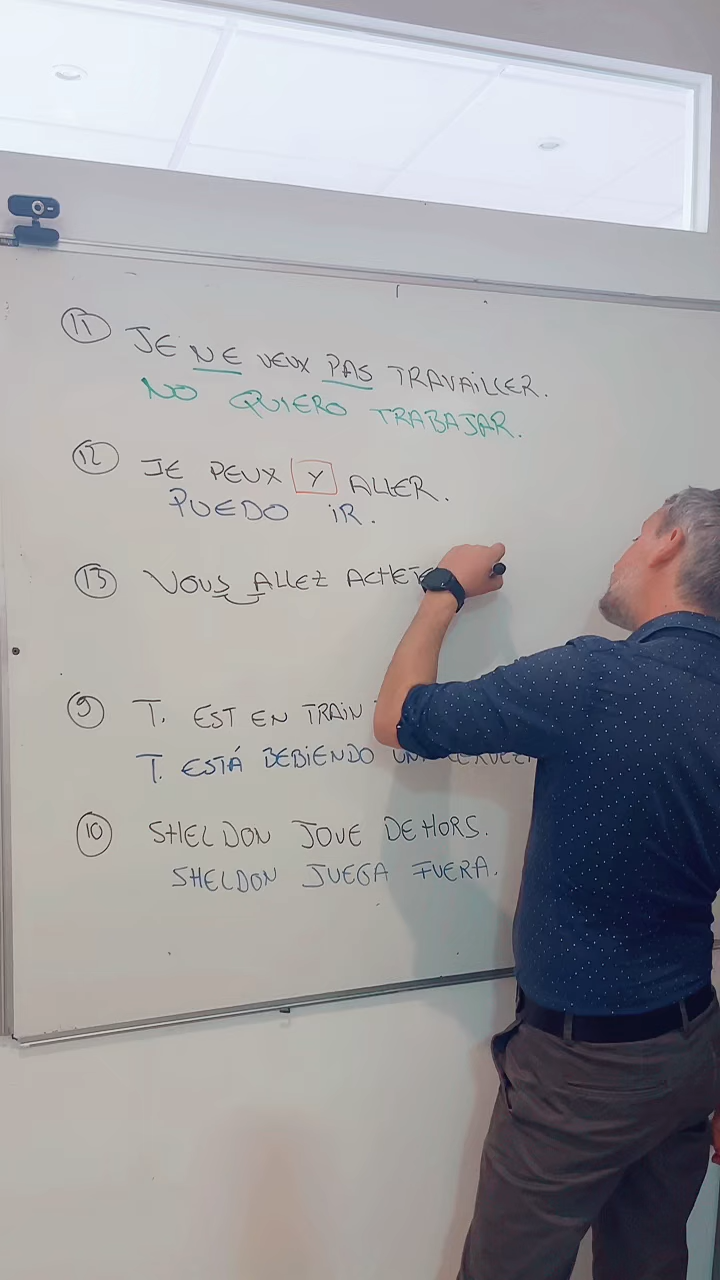 11 JE NE VEUX PAS TRAVAILLER.
NO QUIERO TRABAJAR.
12 JE PEUX Y ALLER.
PUEDO IR.
13 VOUS ALLEZ
9 T. EST EN TRAIN
T. ESTÁ BEBIENDO
10 SHELDON JOUE DEHORS.
SHELDON JUEGA FUERA.